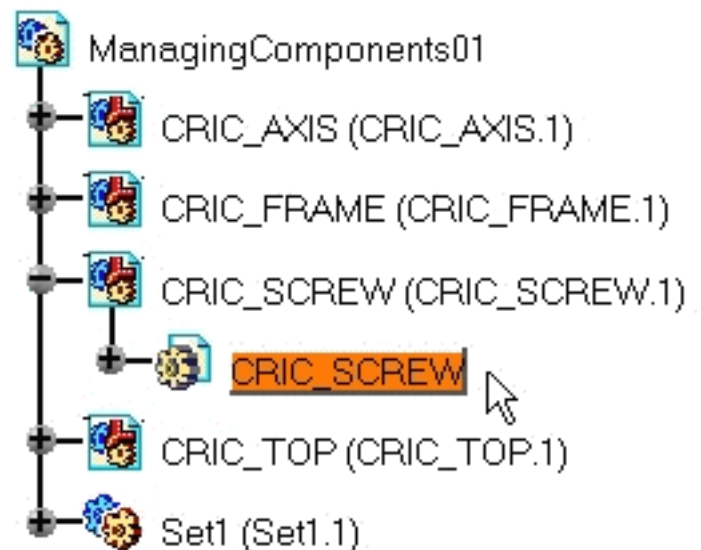 ManagingComponents01
CRIC_AXIS (CRIC_AXIS.1)
CRIC_FRAME (CRIC_FRAME.1)
CRIC_SCREW (CRIC_SCREW.1)
CRIC_SCREW
CRIC_TOP (CRIC_TOP.1)
Set1 (Set1.1)